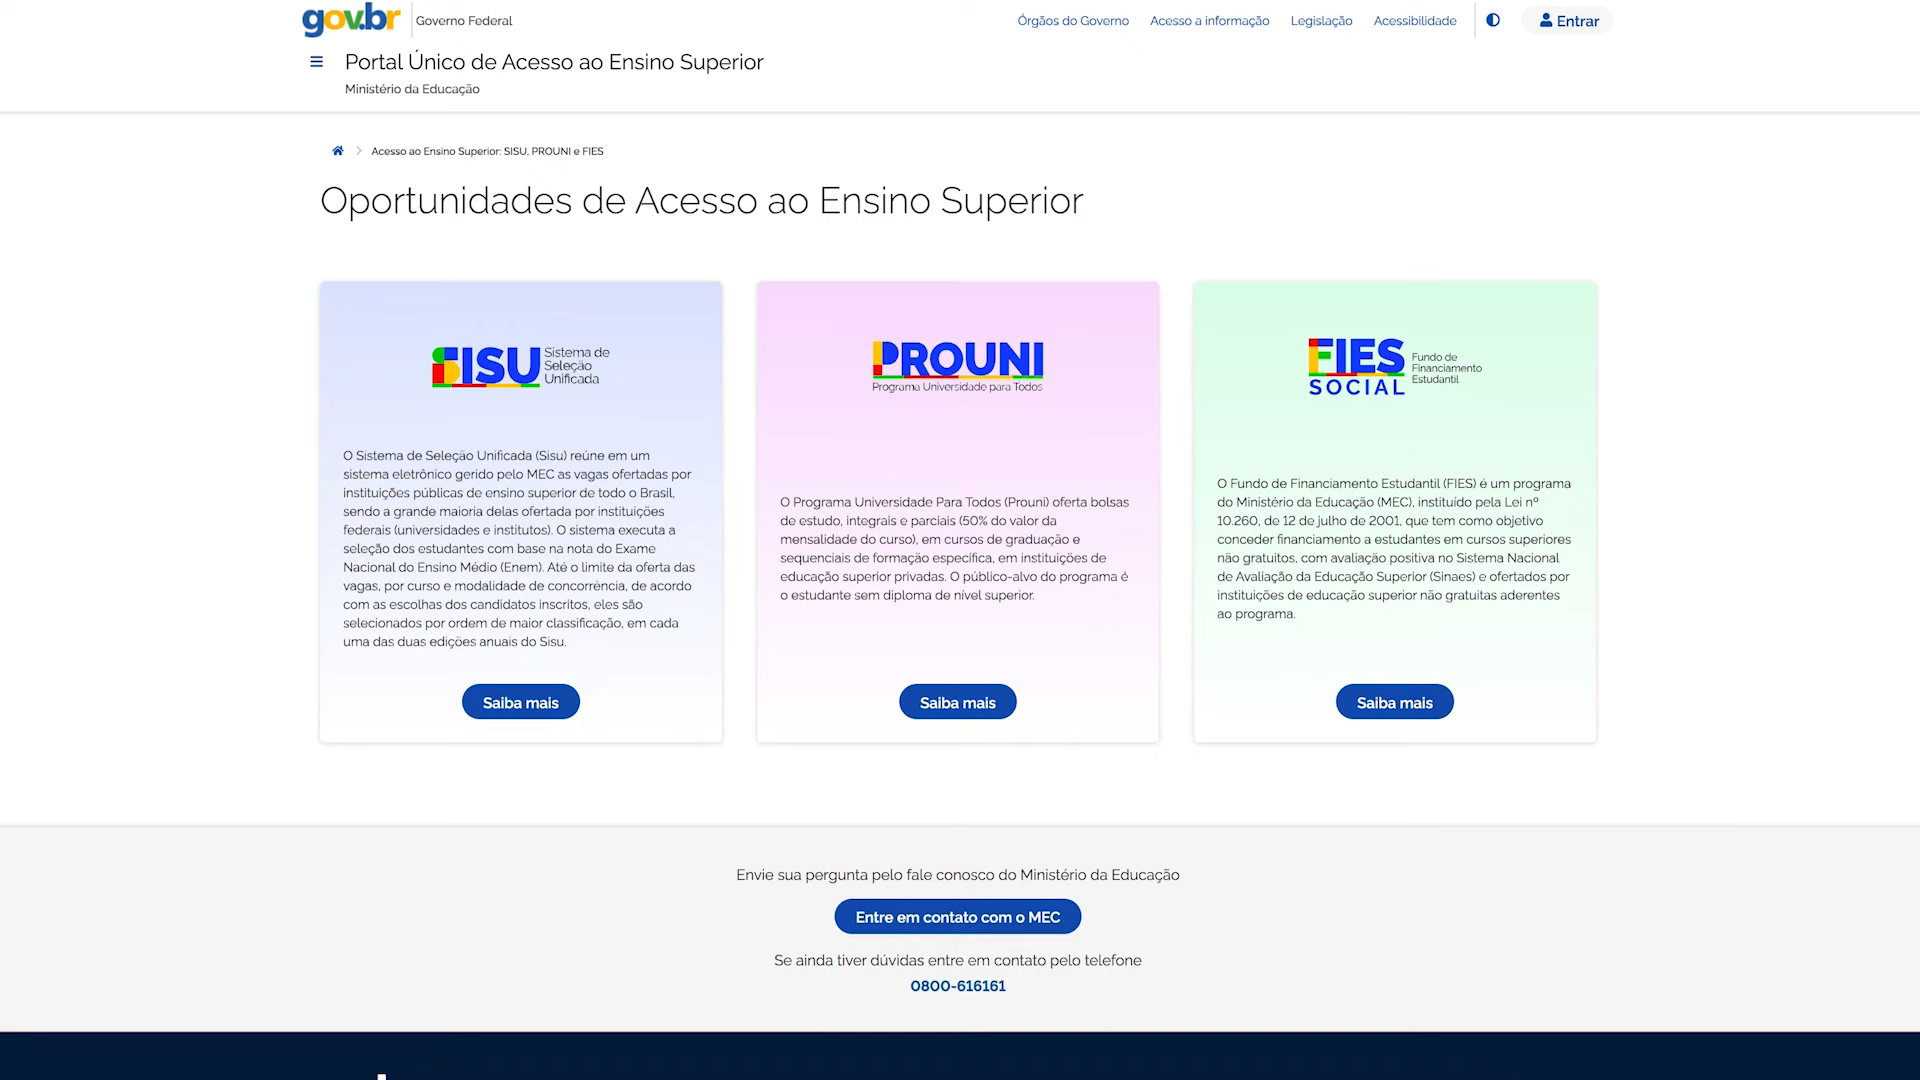 gov.br
Governo Federal
Órgãos do Governo
Acesso a informação
Legislação
Acessibilidade
Entrar
Portal Único de Acesso ao Ensino Superior
Ministério da Educação
Acesso ao Ensino Superior: SISU, PROUNI e FIES
Oportunidades de Acesso ao Ensino Superior
SISU
Sistema de
Seleção
Unificada
O Sistema de Seleção Unificada (Sisu) reúne em um
sistema eletrônico gerido pelo MEC as vagas ofertadas por
instituições públicas de ensino superior de todo o Brasil,
sendo a grande maioria delas ofertada por instituições
federais (universidades e institutos). O sistema executa a
seleção dos estudantes com base na nota do Exame
Nacional do Ensino Médio (Enem). Até o limite da oferta das
vagas, por curso e modalidade de concorrência, de acordo
com as escolhas dos candidatos inscritos, eles são
selecionados por ordem de maior classificação, em cada
uma das duas edições anuais do Sisu.
Saiba mais
PROUNI
Programa Universidade para Todos
O Programa Universidade Para Todos (Prouni) oferta bolsas
de estudo, integrais e parciais (50% do valor da
mensalidade do curso), em cursos de graduação e
sequenciais de formação específica, em instituições de
educação superior privadas. O público-alvo do programa é
o estudante sem diploma de nível superior.
Saiba mais
FIES
SOCIAL
Fundo de
Financiamento
Estudantil
O Fundo de Financiamento Estudantil (FIES) é um programa
do Ministério da Educação (MEC), instituído pela Lei nº
10.260, de 12 de julho de 2001, que tem como objetivo
conceder financiamento a estudantes em cursos superiores
não gratuitos, com avaliação positiva no Sistema Nacional
de Avaliação da Educação Superior (Sinaes) e ofertados por
instituições de educação superior não gratuitas aderentes
ao programa.
Saiba mais
Envie sua pergunta pelo fale conosco do Ministério da Educação
Entre em contato com o MEC
Se ainda tiver dúvidas entre em contato pelo telefone
0800-616161